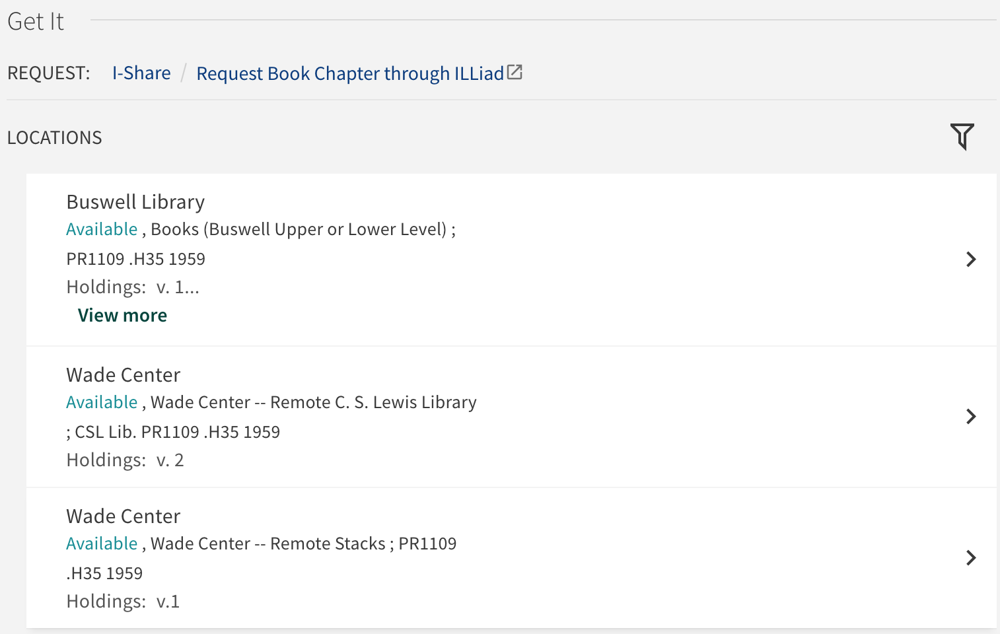 Get It
REQUEST: I-Share / Request Book Chapter through ILLiad
LOCATIONS
Buswell Library
Available , Books (Buswell Upper or Lower Level) ;
PR1109 .H35 1959
Holdings: v. 1...
View more
Wade Center
Available , Wade Center -- Remote C. S. Lewis Library
; CSL Lib. PR1109 .H35 1959
Holdings: v. 2
Wade Center
Available , Wade Center -- Remote Stacks ; PR1109
.H35 1959
Holdings: v.1